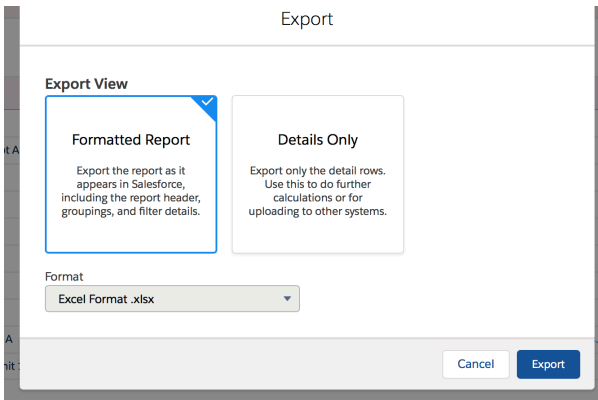 Export
Export View
Formatted Report
Export the report as it
appears in Salesforce,
including the report header,
groupings, and filter details.
Details Only
Export only the detail rows.
Use this to do further
calculations or for
uploading to other systems.
Format
Excel Format .xlsx
Cancel
Export
A